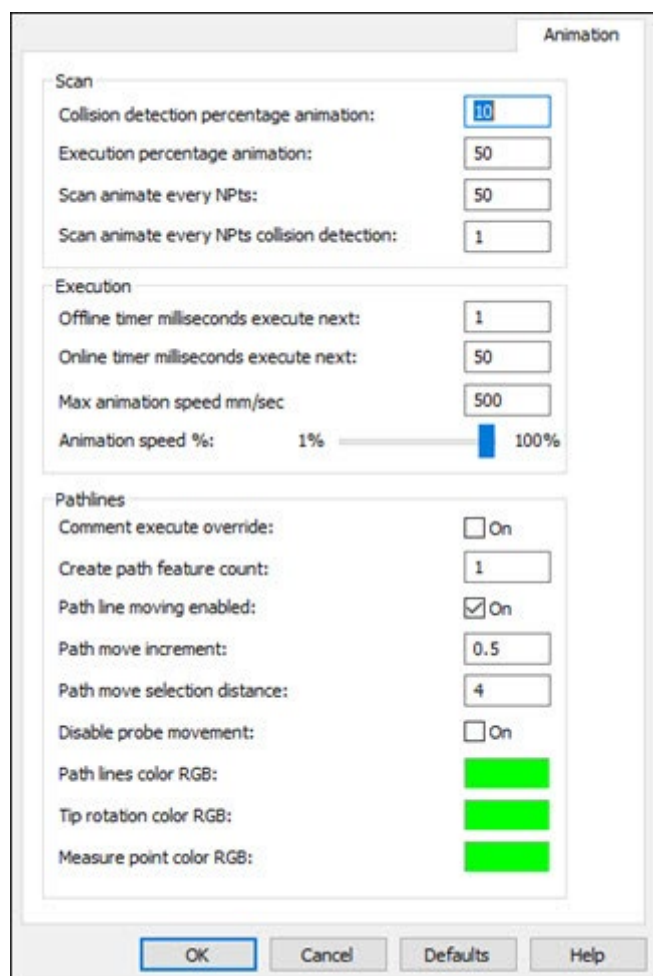 Animation
Scan
Collision detection percentage animation: 10
Execution percentage animation: 50
Scan animate every NPts: 50
Scan animate every NPts collision detection: 1
Execution
Offline timer milliseconds execute next: 1
Online timer milliseconds execute next: 50
Max animation speed mm/sec 500
Animation speed %: 1% 100%
Pathlines
Comment execute override: On
Create path feature count: 1
Path line moving enabled: On
Path move increment: 0.5
Path move selection distance: 4
Disable probe movement: On
Path lines color RGB:
Tip rotation color RGB:
Measure point color RGB:
OK Cancel Defaults Help